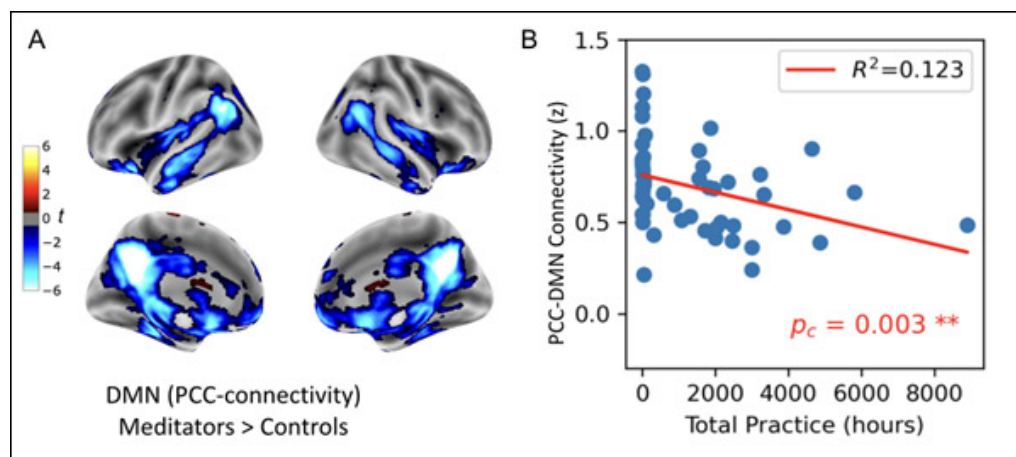 A
6
4
2
0 t
−2
−4
−6
DMN (PCC-connectivity)
Meditators > Controls
B
1.5
1.0
0.5
0.0
PCC-DMN Connectivity (z)
R²=0.123
p_c = 0.003 **
0 2000 4000 6000 8000
Total Practice (hours)